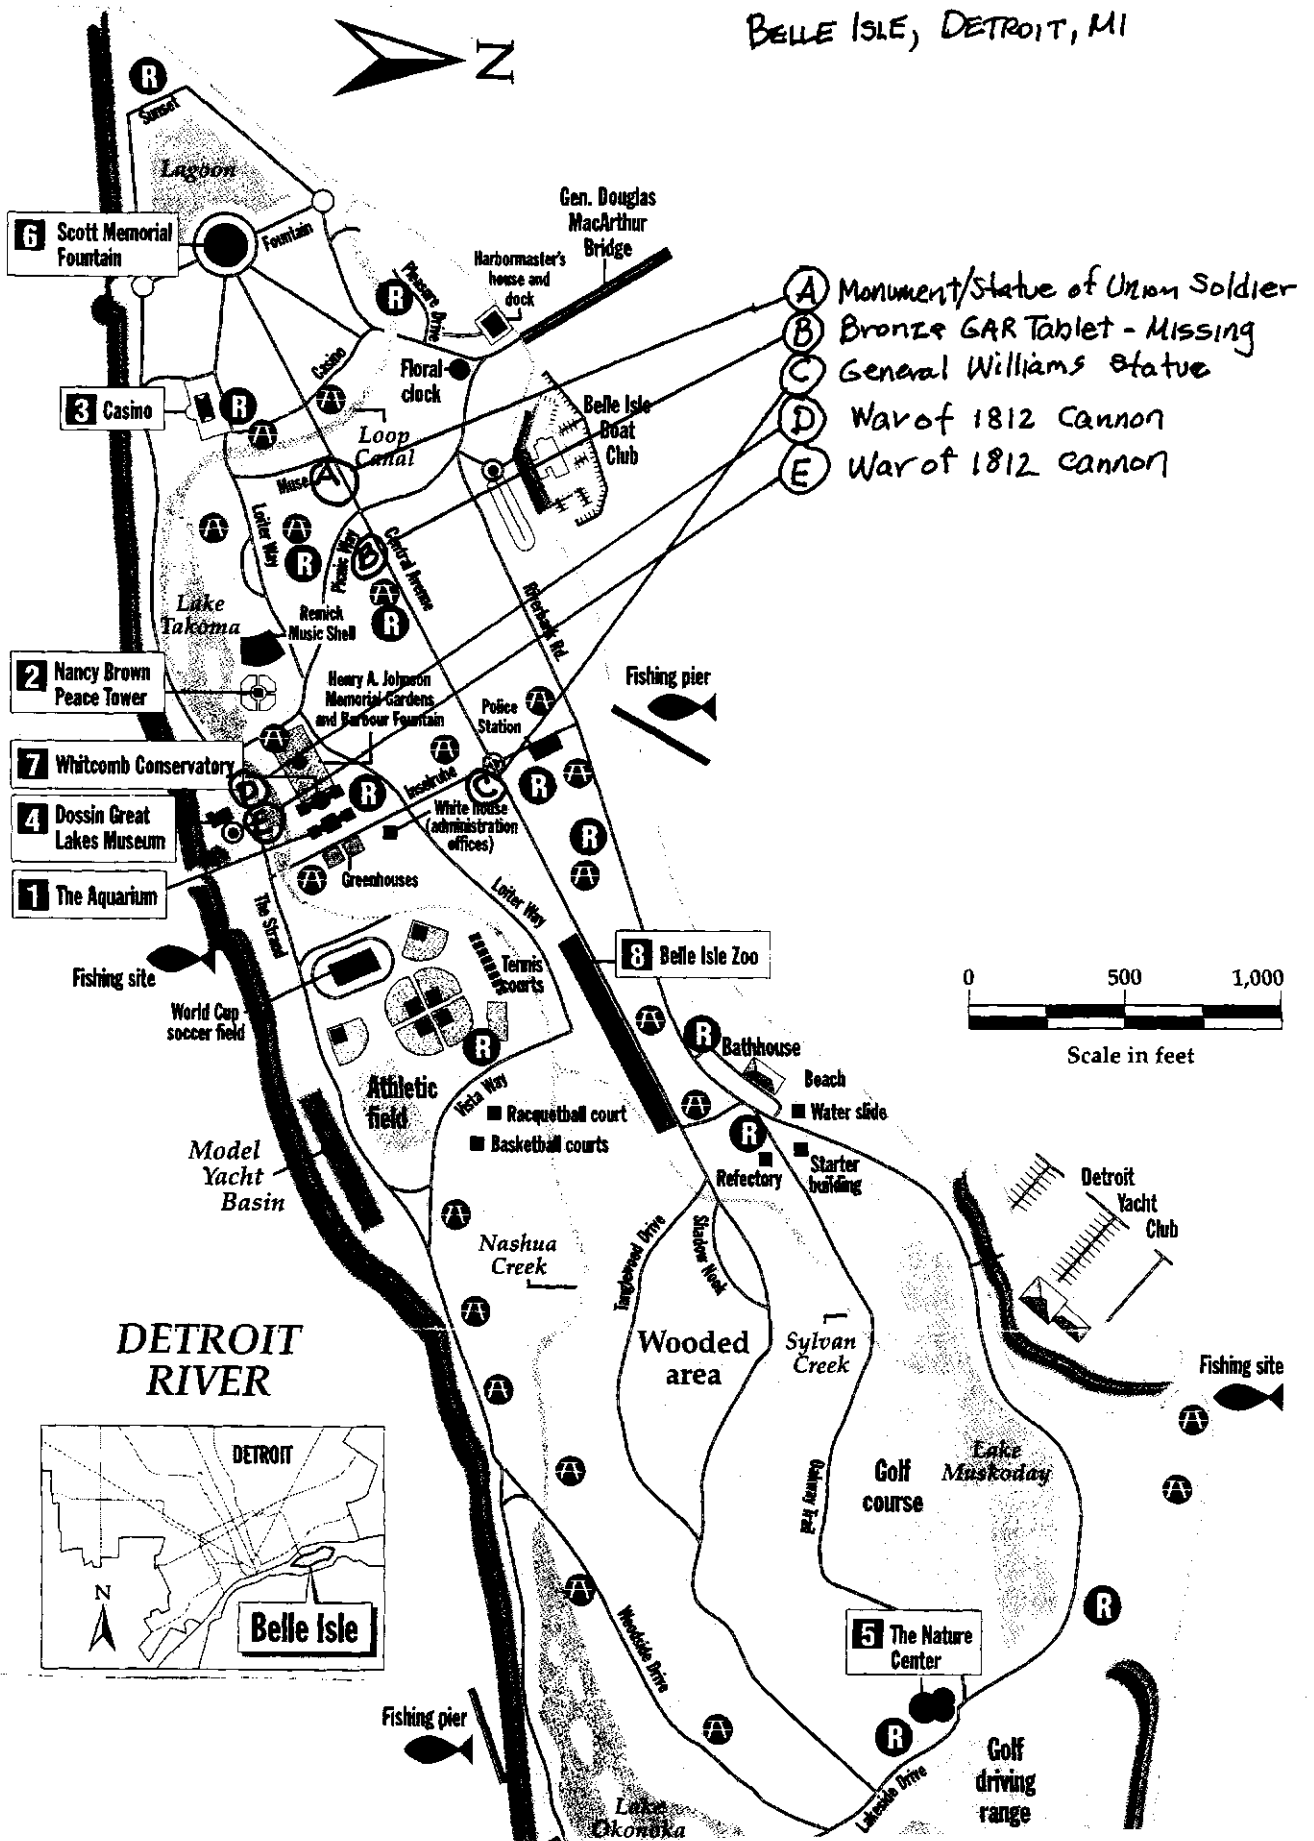 BELLE ISLE, DETROIT, MI
N
R
Sunset
Lagoon
6 Scott Memorial
Fountain
Fountain
Gen. Douglas
MacArthur
Bridge
Harbormaster's
house and
dock
Pleasure Drive
R
A Monument/Statue of Union Soldier
B Bronze GAR Tablet - Missing
C General Williams Statue
D War of 1812 Cannon
E War of 1812 Cannon
Casino
Floral
clock
3 Casino
R
Belle Isle
Boat
Club
Loop
Canal
Muse
A
Loiter Way
R
Picnic Way
B
Central Avenue
R
Lake
Takoma
Remick
Music Shell
Riverbank Rd.
2 Nancy Brown
Peace Tower
Henry A. Johnson
Memorial Gardens
and Barbour Fountain
Police
Station
Fishing pier
7 Whitcomb Conservatory
D
R
Inselruhe
C
R
4 Dossin Great
Lakes Museum
E
White house
(administration
offices)
R
1 The Aquarium
Greenhouses
The Strand
Loiter Way
8 Belle Isle Zoo
Fishing site
Tennis
courts
0 500 1,000
Scale in feet
World Cup
soccer field
R
R
Bathhouse
Beach
Athletic
field
Vista Way
Racquetball court
Basketball courts
Water slide
R
Refectory
Starter
building
Model
Yacht
Basin
Detroit
Yacht
Club
Nashua
Creek
Tanglewood Drive
Shadow Nook
DETROIT
RIVER
Wooded
area
Sylvan
Creek
Fishing site
DETROIT
N
Belle Isle
Oakway Trail
Golf
course
Lake
Muskoday
R
Woodside Drive
5 The Nature
Center
Fishing pier
R
Golf
driving
range
Lakeside Drive
Lake
Okonoka